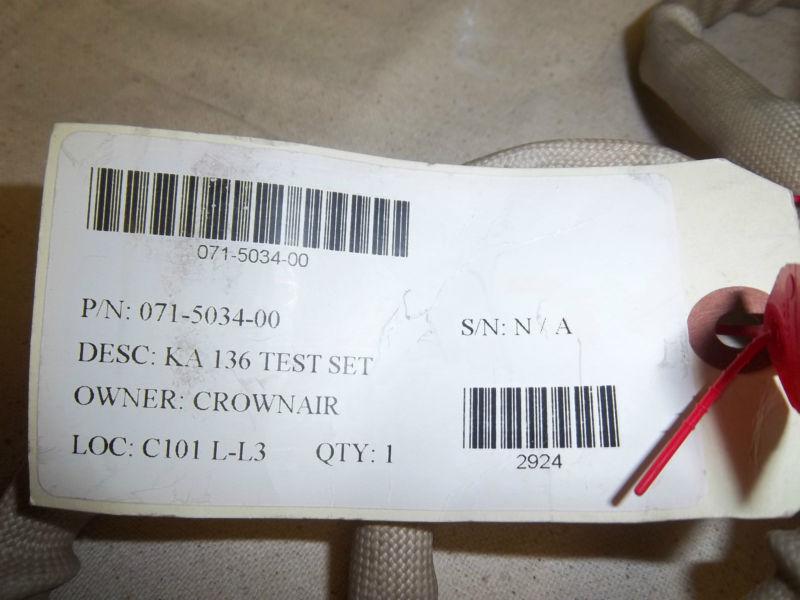 071-5034-00
P/N: 071-5034-00
S/N: N / A
DESC: KA 136 TEST SET
OWNER: CROWNAIR
LOC: C101 L-L3 QTY: 1
2924